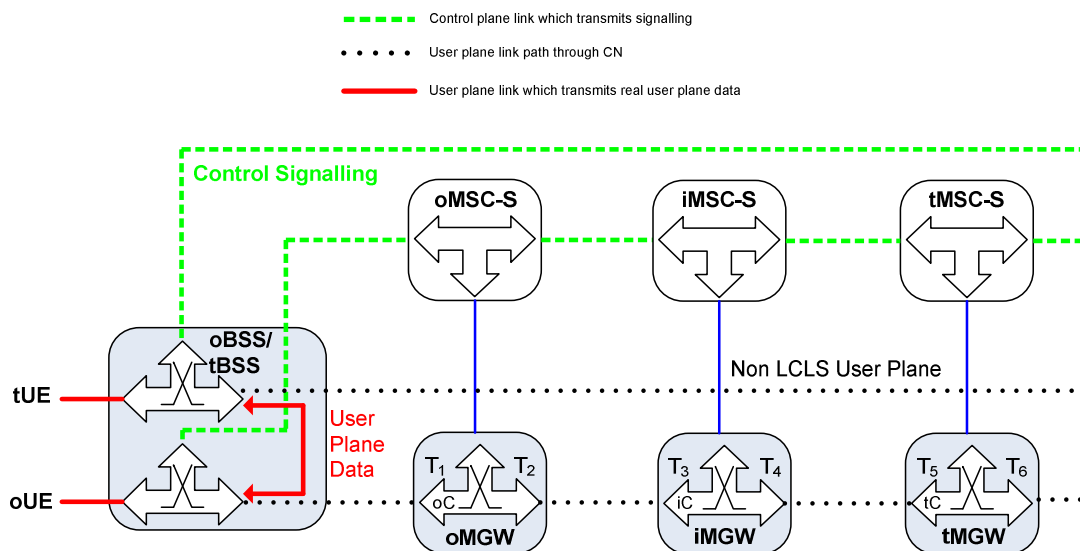 Control plane link which transmits signalling
User plane link path through CN
User plane link which transmits real user plane data
Control Signalling
oMSC-S
iMSC-S
tMSC-S
oBSS/
tBSS
Non LCLS User Plane
tUE
User
Plane
Data
oUE
T1 T2
oC
oMGW
T3 T4
iC
iMGW
T5 T6
tC
tMGW